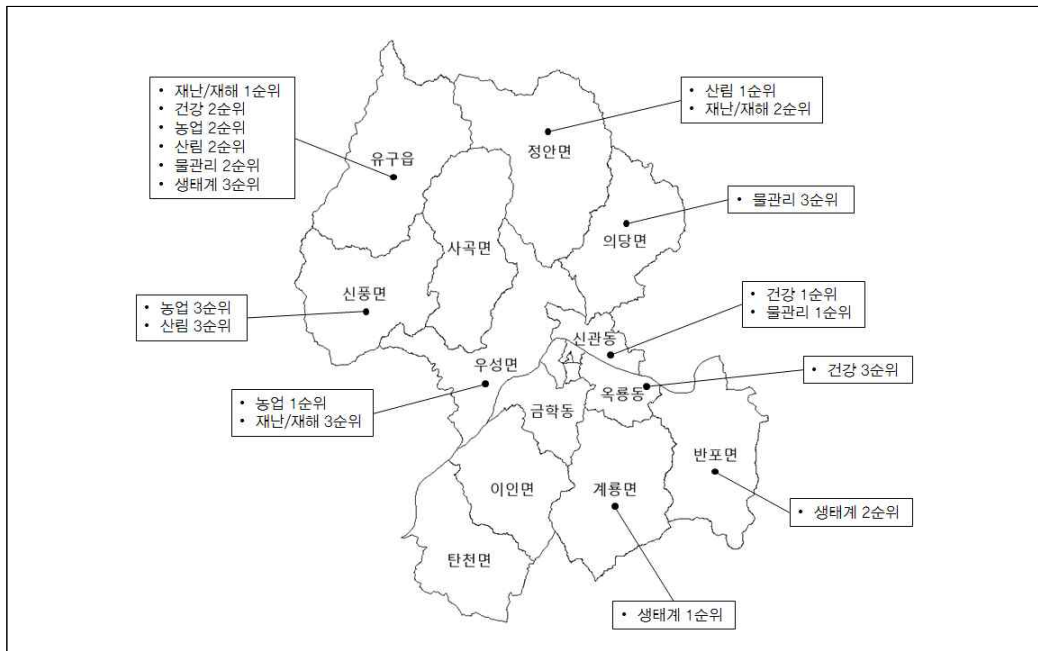 • 재난/재해 1순위
• 건강 2순위
• 농업 2순위
• 산림 2순위
• 물관리 2순위
• 생태계 3순위
• 산림 1순위
• 재난/재해 2순위
유구읍
정안면
• 물관리 3순위
의당면
사곡면
신풍면
• 농업 3순위
• 산림 3순위
• 건강 1순위
• 물관리 1순위
신관동
우성면
• 건강 3순위
옥룡동
금학동
• 농업 1순위
• 재난/재해 3순위
반포면
이인면
계룡면
• 생태계 2순위
탄천면
• 생태계 1순위